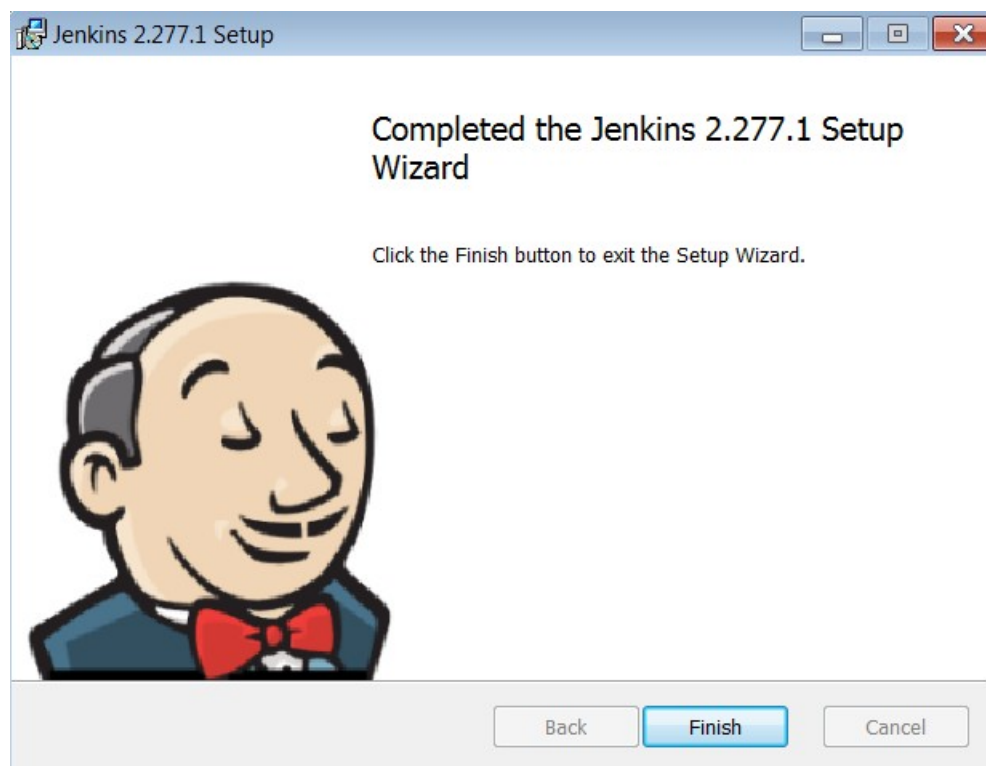 Jenkins 2.277.1 Setup
Completed the Jenkins 2.277.1 Setup
Wizard
Click the Finish button to exit the Setup Wizard.
Back
Finish
Cancel